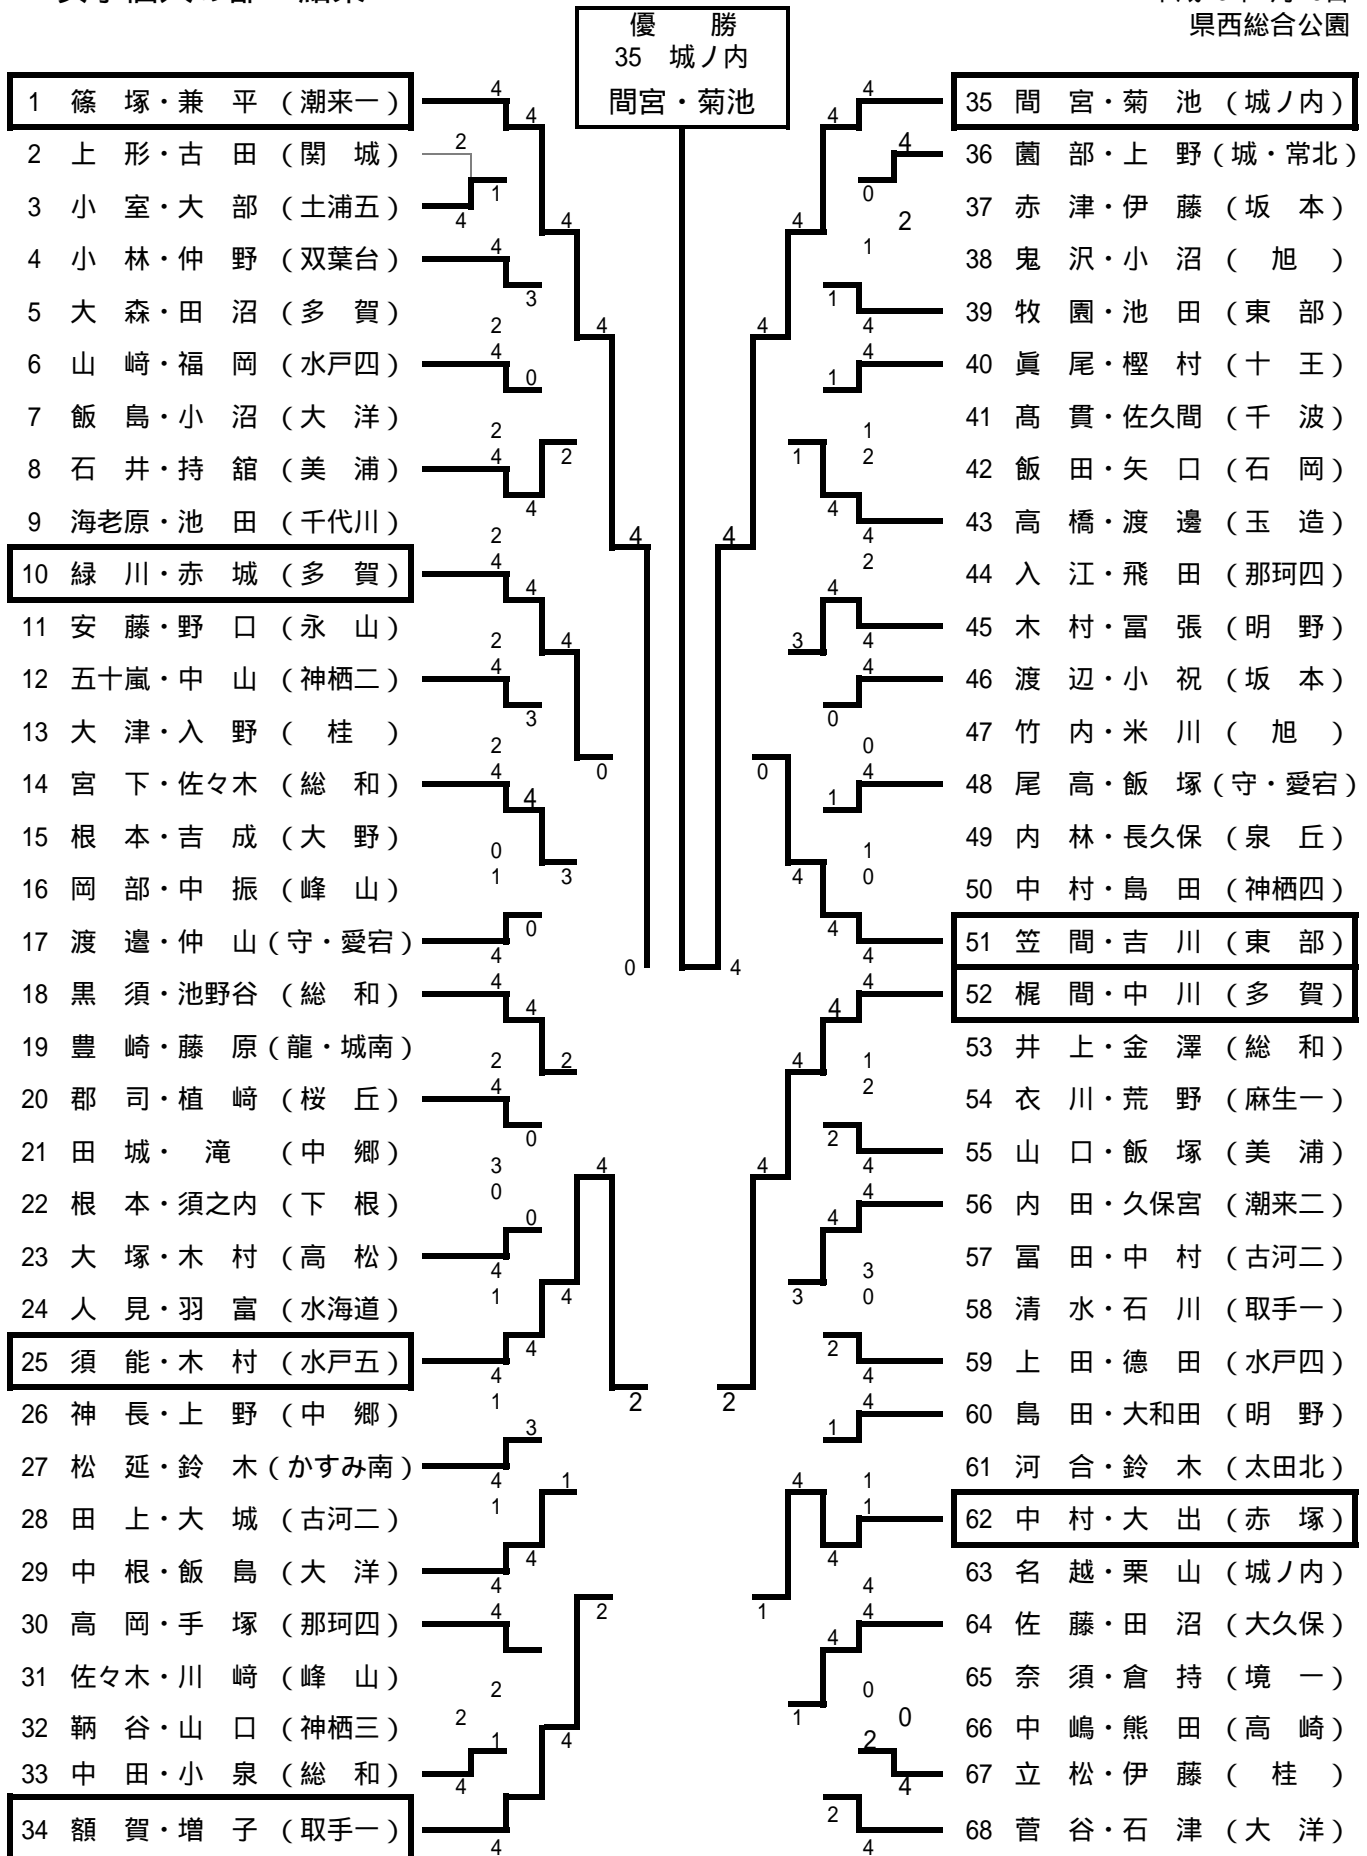 県西総合公園
優　勝
35 城ノ内
間宮・菊池
1 篠　塚・兼　平 (潮来一)
2 上　形・古　田 (関　城)
3 小　室・大　部 (土浦五)
4 小　林・仲　野 (双葉台)
5 大　森・田　沼 (多　賀)
6 山　﨑・福　岡 (水戸四)
7 飯　島・小　沼 (大　洋)
8 石　井・持　舘 (美　浦)
9 海老原・池　田 (千代川)
10 緑　川・赤　城 (多　賀)
11 安　藤・野　口 (永　山)
12 五十嵐・中　山 (神栖二)
13 大　津・入　野 (　桂　)
14 宮　下・佐々木 (総　和)
15 根　本・吉　成 (大　野)
16 岡　部・中　振 (峰　山)
17 渡　邉・仲　山 (守・愛宕)
18 黒　須・池野谷 (総　和)
19 豊　崎・藤　原 (龍・城南)
20 郡　司・植　﨑 (桜　丘)
21 田　城・　滝　 (中　郷)
22 根　本・須之内 (下　根)
23 大　塚・木　村 (高　松)
24 人　見・羽　富 (水海道)
25 須　能・木　村 (水戸五)
26 神　長・上　野 (中　郷)
27 松　延・鈴　木 (かすみ南)
28 田　上・大　城 (古河二)
29 中　根・飯　島 (大　洋)
30 高　岡・手　塚 (那珂四)
31 佐々木・川　﨑 (峰　山)
32 鞆　谷・山　口 (神栖三)
33 中　田・小　泉 (総　和)
34 額　賀・増　子 (取手一)
35 間　宮・菊　池 (城ノ内)
36 薗　部・上　野 (城・常北)
37 赤　津・伊　藤 (坂　本)
38 鬼　沢・小　沼 (　旭　)
39 牧　園・池　田 (東　部)
40 眞　尾・樫　村 (十　王)
41 髙　貫・佐久間 (千　波)
42 飯　田・矢　口 (石　岡)
43 高　橋・渡　邊 (玉　造)
44 入　江・飛　田 (那珂四)
45 木　村・冨　張 (明　野)
46 渡　辺・小　祝 (坂　本)
47 竹　内・米　川 (　旭　)
48 尾　高・飯　塚 (守・愛宕)
49 内　林・長久保 (泉　丘)
50 中　村・島　田 (神栖四)
51 笠　間・吉　川 (東　部)
52 梶　間・中　川 (多　賀)
53 井　上・金　澤 (総　和)
54 衣　川・荒　野 (麻生一)
55 山　口・飯　塚 (美　浦)
56 内　田・久保宮 (潮来二)
57 冨　田・中　村 (古河二)
58 清　水・石　川 (取手一)
59 上　田・德　田 (水戸四)
60 島　田・大和田 (明　野)
61 河　合・鈴　木 (太田北)
62 中　村・大　出 (赤　塚)
63 名　越・栗　山 (城ノ内)
64 佐　藤・田　沼 (大久保)
65 奈　須・倉　持 (境　一)
66 中　嶋・熊　田 (高　崎)
67 立　松・伊　藤 (　桂　)
68 菅　谷・石　津 (大　洋)